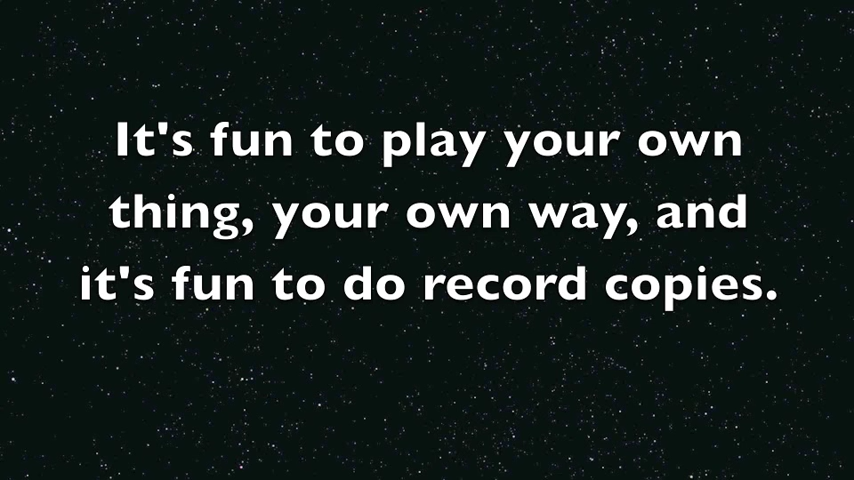 It's fun to play your own
thing, your own way, and
it's fun to do record copies.